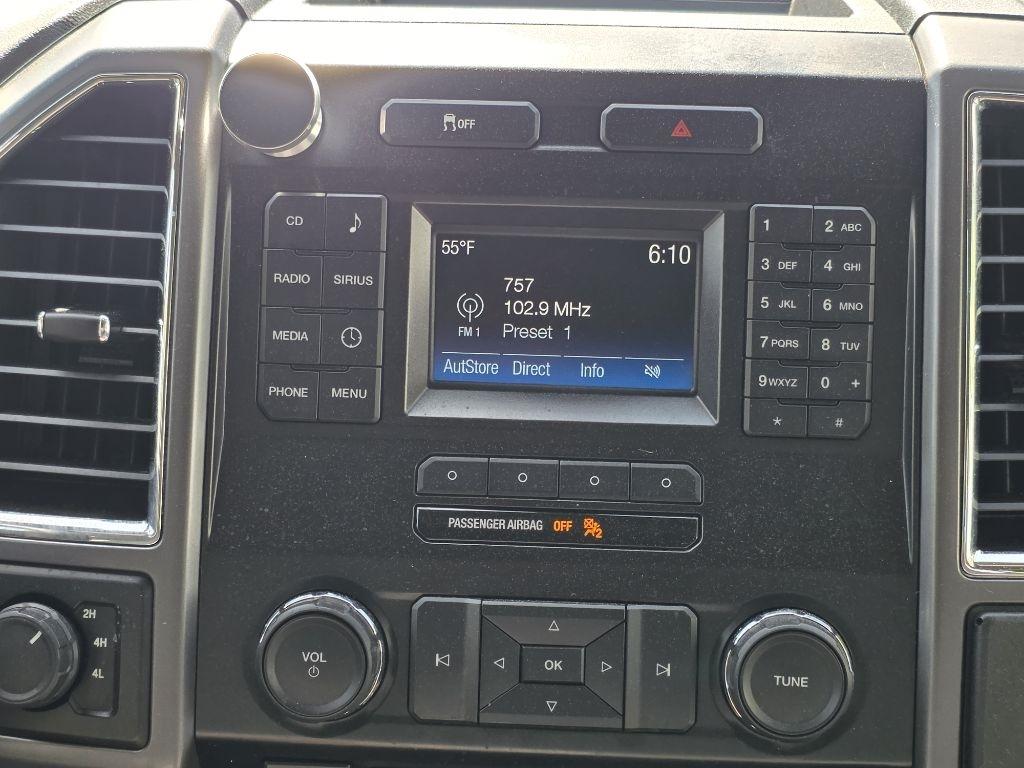 OFF
CD
RADIO SIRIUS
MEDIA
PHONE MENU
55°F 6:10
757
102.9 MHz
FM 1 Preset 1
AutStore Direct Info
1 2 ABC
3 DEF 4 GHI
5 JKL 6 MNO
7 PQRS 8 TUV
9 WXYZ 0 +
* #
PASSENGER AIRBAG OFF 2
2H
4H
4L
VOL
OK
TUNE